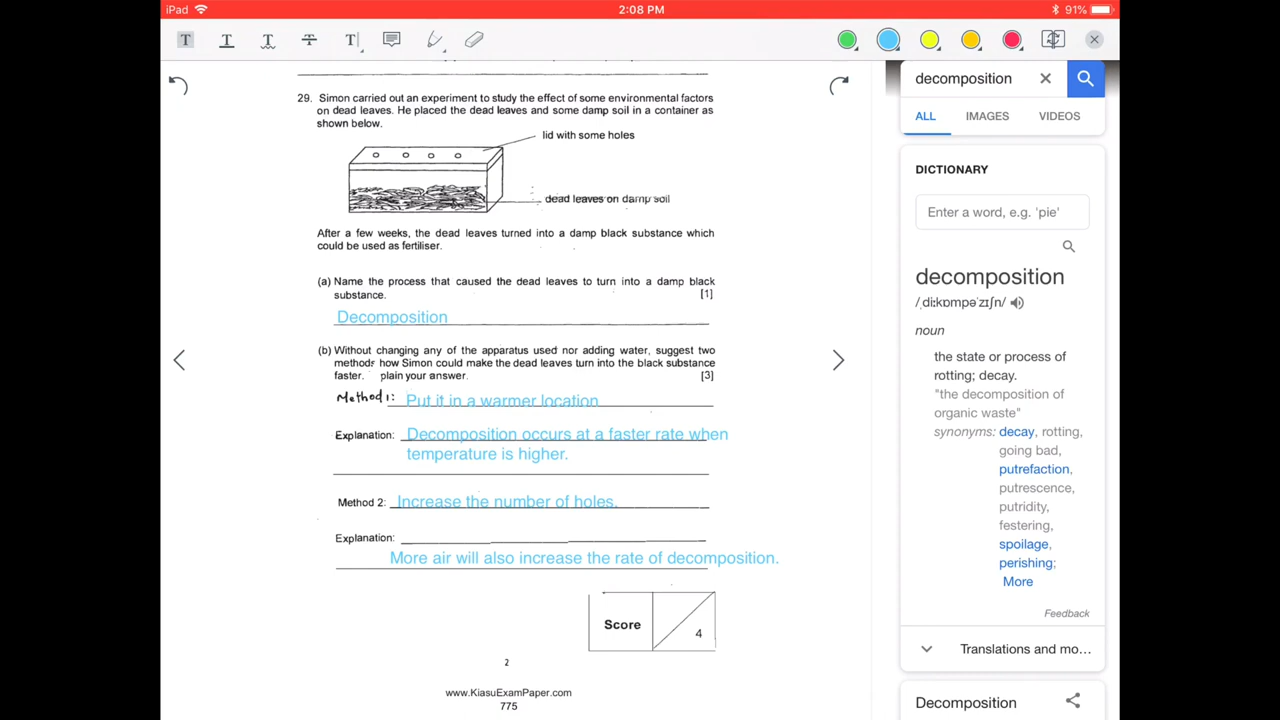 iPad
2:08 PM
91%
T T T T T
decomposition
ALL IMAGES VIDEOS
29. Simon carried out an experiment to study the effect of some environmental factors
on dead leaves. He placed the dead leaves and some damp soil in a container as
shown below.
lid with some holes
dead leaves on damp soil
After a few weeks, the dead leaves turned into a damp black substance which
could be used as fertiliser.
(a) Name the process that caused the dead leaves to turn into a damp black
substance. [1]
Decomposition
(b) Without changing any of the apparatus used nor adding water, suggest two
methods how Simon could make the dead leaves turn into the black substance
faster. plain your answer. [3]
Method 1: Put it in a warmer location
Explanation: Decomposition occurs at a faster rate when
temperature is higher.
Method 2: Increase the number of holes.
Explanation:
More air will also increase the rate of decomposition.
Score 4
2
www.KiasuExamPaper.com
775
DICTIONARY
Enter a word, e.g. 'pie'
decomposition
/ˌdiːkɒmpəˈzɪʃn/
noun
the state or process of
rotting; decay.
"the decomposition of
organic waste"
synonyms: decay, rotting,
going bad,
putrefaction,
putrescence,
putridity,
festering,
spoilage,
perishing;
More
Feedback
Translations and mo...
Decomposition